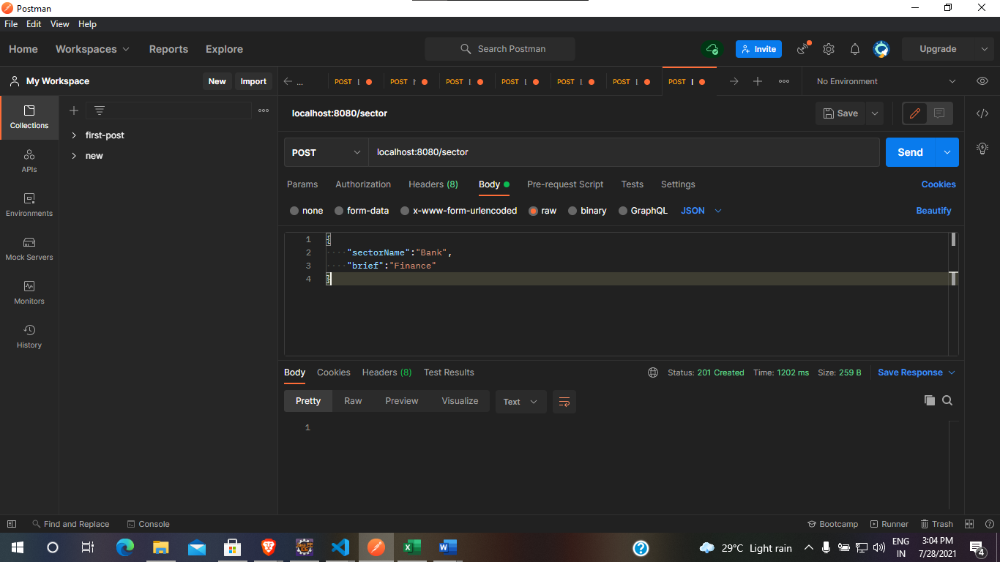 Postman
File Edit View Help
Home Workspaces Reports Explore Search Postman Invite Upgrade
My Workspace New Import ... POST POST POST POST POST POST POST No Environment
Collections
APIs
Environments
Mock Servers
Monitors
History
first-post
new
localhost:8080/sector Save
POST localhost:8080/sector Send
Params Authorization Headers (8) Body Pre-request Script Tests Settings Cookies
none form-data x-www-form-urlencoded raw binary GraphQL JSON Beautify
1 {
2 "sectorName":"Bank",
3 "brief":"Finance"
4 }
Body Cookies Headers (8) Test Results Status: 201 Created Time: 1202 ms Size: 259 B Save Response
Pretty Raw Preview Visualize Text
1
Find and Replace Console Bootcamp Runner Trash
29°C Light rain ENG IN 3:04 PM 7/28/2021 4